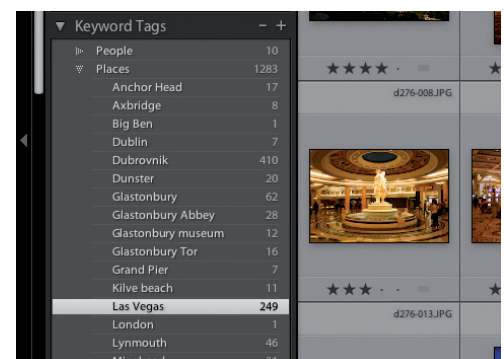 Keyword Tags - +
People 10
Places 1283
Anchor Head 17
Axbridge 8
Big Ben 1
Dublin 7
Dubrovnik 410
Dunster 20
Glastonbury 62
Glastonbury Abbey 28
Glastonbury museum 12
Glastonbury Tor 16
Grand Pier 7
Kilve beach 11
Las Vegas 249
London 1
Lynmouth 46
d276-008.JPG
d276-013.JPG